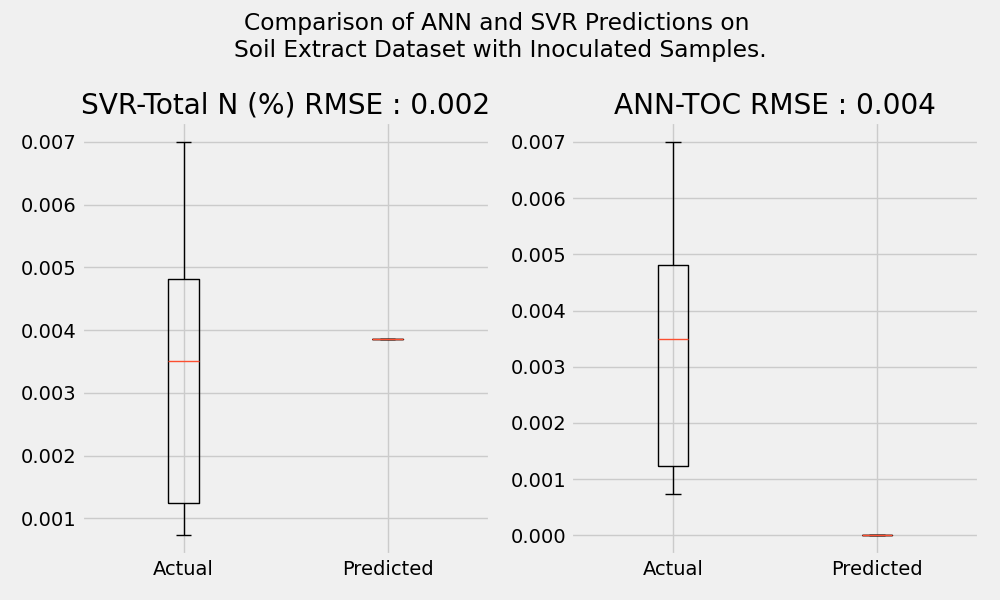 Comparison of ANN and SVR Predictions on
Soil Extract Dataset with Inoculated Samples.
SVR-Total N (%) RMSE : 0.002
0.007
0.006
0.005
0.004
0.003
0.002
0.001
Actual
Predicted
ANN-TOC RMSE : 0.004
0.007
0.006
0.005
0.004
0.003
0.002
0.001
0.000
Actual
Predicted